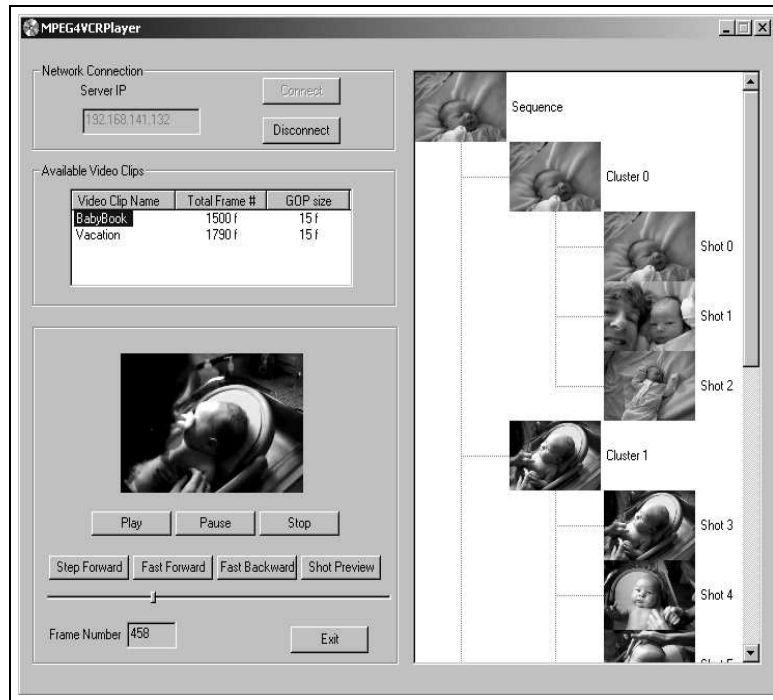 MPEG4VCRPlayer
Network Connection
Server IP
Connect
192.168.141.132
Disconnect
Available Video Clips
Video Clip Name Total Frame # GOP size
BabyBook 1500 f 15 f
Vacation 1790 f 15 f
Play Pause Stop
Step Forward Fast Forward Fast Backward Shot Preview
Frame Number 458
Exit
Sequence
Cluster 0
Shot 0
Shot 1
Shot 2
Cluster 1
Shot 3
Shot 4